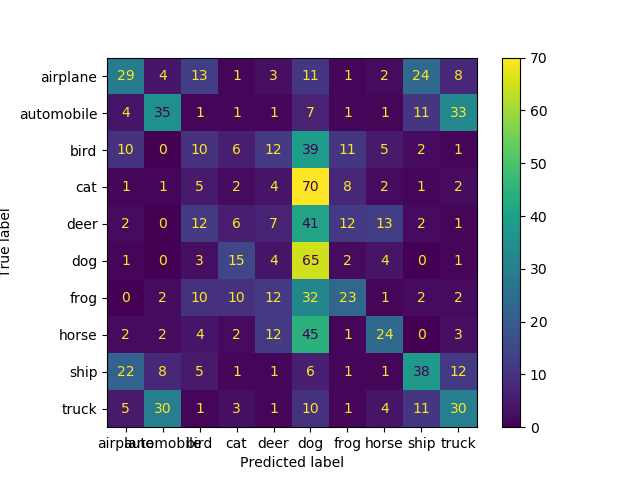 airplane 29 4 13 1 3 11 1 2 24 8
automobile 4 35 1 1 1 7 1 1 11 33
bird 10 0 10 6 12 39 11 5 2 1
cat 1 1 5 2 4 70 8 2 1 2
deer 2 0 12 6 7 41 12 13 2 1
dog 1 0 3 15 4 65 2 4 0 1
frog 0 2 10 10 12 32 23 1 2 2
horse 2 2 4 2 12 45 1 24 0 3
ship 22 8 5 1 1 6 1 1 38 12
truck 5 30 1 3 1 10 1 4 11 30
airplane automobile bird cat deer dog frog horse ship truck
Predicted label
True label
70
60
50
40
30
20
10
0